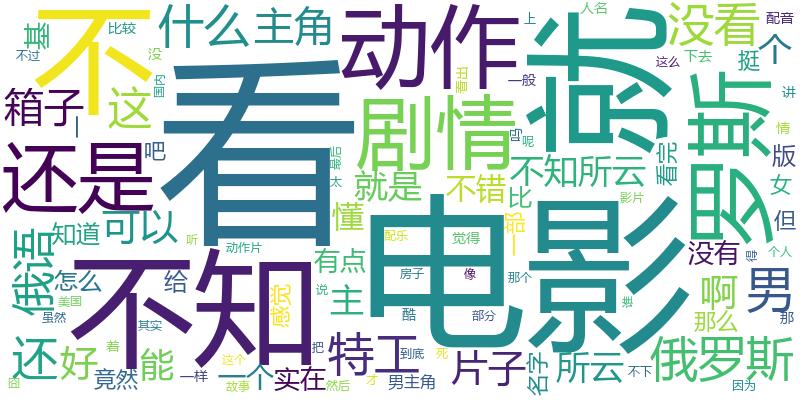 基
比较
不
什么
主角
动作
就
上
人名
没看
配音
不过
没
国内
看出
一般
这么
下去
挺
个
箱子
这
看
剧情
讲
罗斯
一
吧
还是
最后
吗
呢
情
太
不知所云
看完
版
就是
不错
比
女
懂
一部
影片
知道
可以
电影
但
俄语
听
动作片
配乐
觉得
有点
没有
得
个人
不知
怎么
给
房子
像
那个
啊
男
美国
感觉
说
主
酷
部分
谁
那么
那
虽然
其实
还
着
好
能
这个
把
特工
到底
死
片子
名字
所云
俄罗斯
囧
竟然
一样
一个
故事
实在
然后
男主角
才
不下
因为